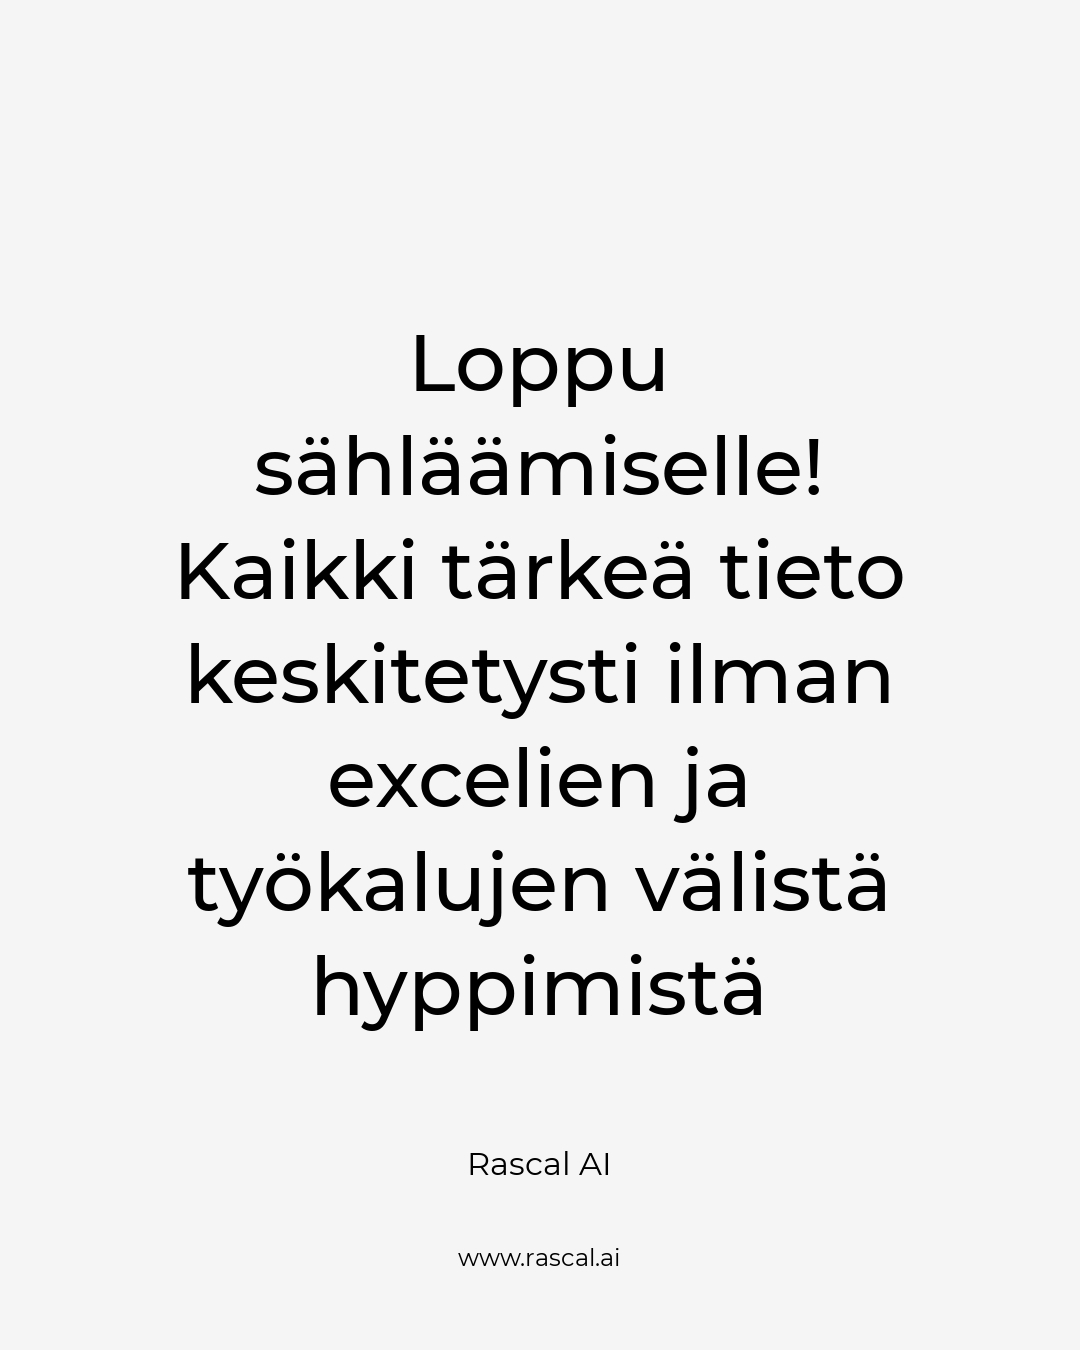 Loppu
sähläämiselle!
Kaikki tärkeä tieto
keskitetysti ilman
excelien ja
työkalujen välistä
hyppimistä
Rascal AI
www.rascal.ai